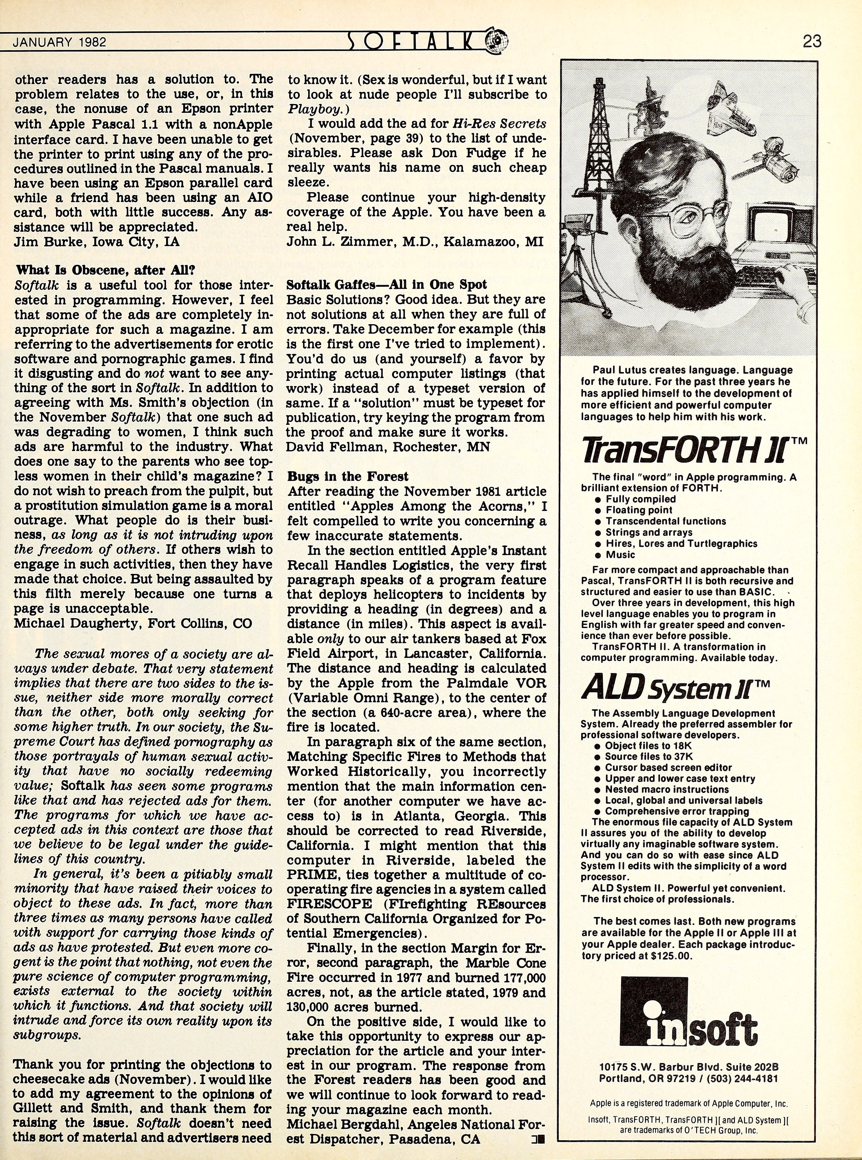 JANUARY 1982
SOFTALK
23
other readers has a solution to. The
problem relates to the use, or, in this
case, the nonuse of an Epson printer
with Apple Pascal 1.1 with a nonApple
interface card. I have been unable to get
the printer to print using any of the pro-
cedures outlined in the Pascal manuals. I
have been using an Epson parallel card
while a friend has been using an AIO
card, both with little success. Any as-
sistance will be appreciated.
Jim Burke, Iowa City, IA
What Is Obscene, after All?
Softalk is a useful tool for those inter-
ested in programming. However, I feel
that some of the ads are completely in-
appropriate for such a magazine. I am
referring to the advertisements for erotic
software and pornographic games. I find
it disgusting and do not want to see any-
thing of the sort in Softalk. In addition to
agreeing with Ms. Smith's objection (in
the November Softalk) that one such ad
was degrading to women, I think such
ads are harmful to the industry. What
does one say to the parents who see top-
less women in their child's magazine? I
do not wish to preach from the pulpit, but
a prostitution simulation game is a moral
outrage. What people do is their busi-
ness, as long as it is not intruding upon
the freedom of others. If others wish to
engage in such activities, then they have
made that choice. But being assaulted by
this filth merely because one turns a
page is unacceptable.
Michael Daugherty, Fort Collins, CO
The sexual mores of a society are al-
ways under debate. That very statement
implies that there are two sides to the is-
sue, neither side more morally correct
than the other, both only seeking for
some higher truth. In our society, the Su-
preme Court has defined pornography as
those portrayals of human sexual activ-
ity that have no socially redeeming
value; Softalk has seen some programs
like that and has rejected ads for them.
The programs for which we have ac-
cepted ads in this context are those that
we believe to be legal under the guide-
lines of this country.
In general, it's been a pitiably small
minority that have raised their voices to
object to these ads. In fact, more than
three times as many persons have called
with support for carrying those kinds of
ads as have protested. But even more co-
gent is the point that nothing, not even the
pure science of computer programming,
exists external to the society within
which it functions. And that society will
intrude and force its own reality upon its
subgroups.
Thank you for printing the objections to
cheesecake ads (November). I would like
to add my agreement to the opinions of
Gillett and Smith, and thank them for
raising the issue. Softalk doesn't need
this sort of material and advertisers need
to know it. (Sex is wonderful, but if I want
to look at nude people I'll subscribe to
Playboy.)
I would add the ad for Hi-Res Secrets
(November, page 39) to the list of unde-
sirables. Please ask Don Fudge if he
really wants his name on such cheap
sleeze.
Please continue your high-density
coverage of the Apple. You have been a
real help.
John L. Zimmer, M.D., Kalamazoo, MI
Softalk Gaffes—All in One Spot
Basic Solutions? Good idea. But they are
not solutions at all when they are full of
errors. Take December for example (this
is the first one I've tried to implement).
You'd do us (and yourself) a favor by
printing actual computer listings (that
work) instead of a typeset version of
same. If a "solution" must be typeset for
publication, try keying the program from
the proof and make sure it works.
David Fellman, Rochester, MN
Bugs in the Forest
After reading the November 1981 article
entitled "Apples Among the Acorns," I
felt compelled to write you concerning a
few inaccurate statements.
In the section entitled Apple's Instant
Recall Handles Logistics, the very first
paragraph speaks of a program feature
that deploys helicopters to incidents by
providing a heading (in degrees) and a
distance (in miles). This aspect is avail-
able only to our air tankers based at Fox
Field Airport, in Lancaster, California.
The distance and heading is calculated
by the Apple from the Palmdale VOR
(Variable Omni Range), to the center of
the section (a 640-acre area), where the
fire is located.
In paragraph six of the same section,
Matching Specific Fires to Methods that
Worked Historically, you incorrectly
mention that the main information cen-
ter (for another computer we have ac-
cess to) is in Atlanta, Georgia. This
should be corrected to read Riverside,
California. I might mention that this
computer in Riverside, labeled the
PRIME, ties together a multitude of co-
operating fire agencies in a system called
FIRESCOPE (FIrefighting REsources
of Southern California Organized for Po-
tential Emergencies).
Finally, in the section Margin for Er-
ror, second paragraph, the Marble Cone
Fire occurred in 1977 and burned 177,000
acres, not, as the article stated, 1979 and
130,000 acres burned.
On the positive side, I would like to
take this opportunity to express our ap-
preciation for the article and your inter-
est in our program. The response from
the Forest readers has been good and
we will continue to look forward to read-
ing your magazine each month.
Michael Bergdahl, Angeles National For-
est Dispatcher, Pasadena, CA
Paul Lutus creates language. Language
for the future. For the past three years he
has applied himself to the development of
more efficient and powerful computer
languages to help him with his work.
TransFORTH ][™
The final "word" in Apple programming. A
brilliant extension of FORTH.
● Fully compiled
● Floating point
● Transcendental functions
● Strings and arrays
● Hires, Lores and Turtlegraphics
● Music
Far more compact and approachable than
Pascal, TransFORTH II is both recursive and
structured and easier to use than BASIC.
Over three years in development, this high
level language enables you to program in
English with far greater speed and conven-
ience than ever before possible.
TransFORTH II. A transformation in
computer programming. Available today.
ALD System ][™
The Assembly Language Development
System. Already the preferred assembler for
professional software developers.
● Object files to 18K
● Source files to 37K
● Cursor based screen editor
● Upper and lower case text entry
● Nested macro instructions
● Local, global and universal labels
● Comprehensive error trapping
The enormous file capacity of ALD System
II assures you of the ability to develop
virtually any imaginable software system.
And you can do so with ease since ALD
System II edits with the simplicity of a word
processor.
ALD System II. Powerful yet convenient.
The first choice of professionals.
The best comes last. Both new programs
are available for the Apple II or Apple III at
your Apple dealer. Each package introduc-
tory priced at $125.00.
insoft
10175 S.W. Barbur Blvd. Suite 202B
Portland, OR 97219 / (503) 244-4181
Apple is a registered trademark of Apple Computer, Inc.
Insoft, TransFORTH, TransFORTH ][ and ALD System ][
are trademarks of O'TECH Group, Inc.